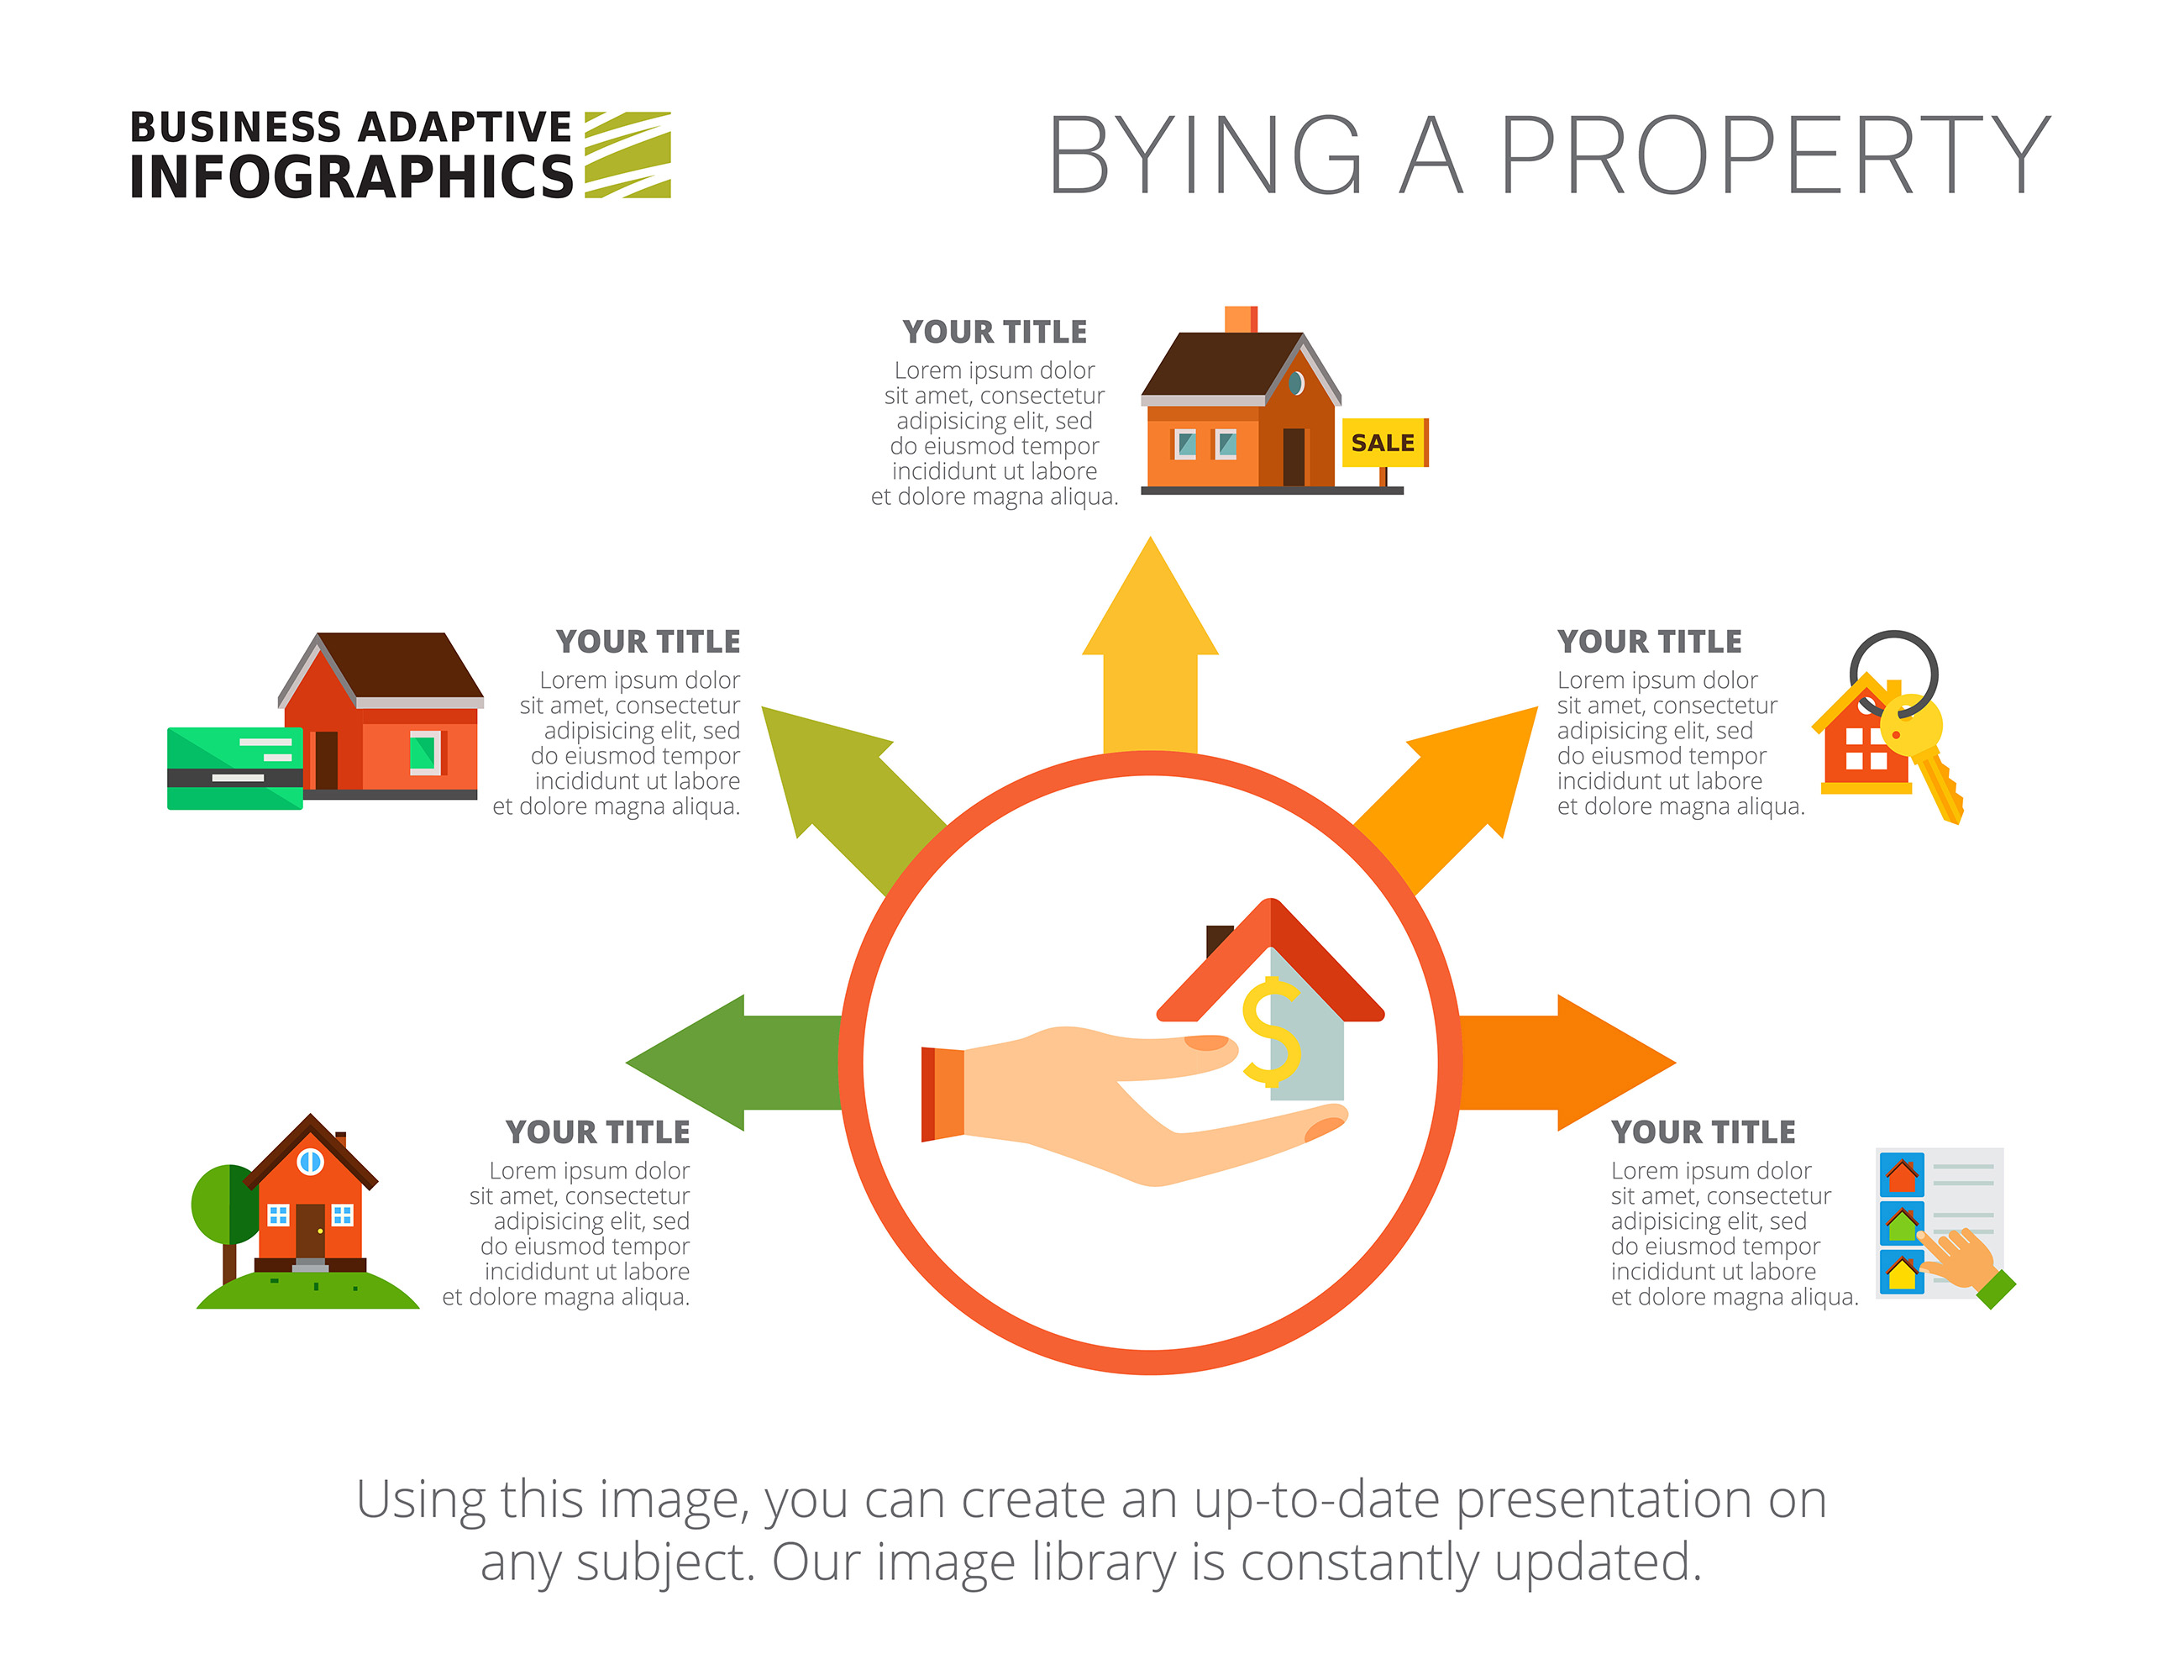 BUSINESS ADAPTIVE
INFOGRAPHICS
BYING A PROPERTY
YOUR TITLE
Lorem ipsum dolor
sit amet, consectetur
adipisicing elit, sed
do eiusmod tempor
incididunt ut labore
et dolore magna aliqua.
SALE
YOUR TITLE
Lorem ipsum dolor
sit amet, consectetur
adipisicing elit, sed
do eiusmod tempor
incididunt ut labore
et dolore magna aliqua.
YOUR TITLE
Lorem ipsum dolor
sit amet, consectetur
adipisicing elit, sed
do eiusmod tempor
incididunt ut labore
et dolore magna aliqua.
$
YOUR TITLE
Lorem ipsum dolor
sit amet, consectetur
adipisicing elit, sed
do eiusmod tempor
incididunt ut labore
et dolore magna aliqua.
YOUR TITLE
Lorem ipsum dolor
sit amet, consectetur
adipisicing elit, sed
do eiusmod tempor
incididunt ut labore
et dolore magna aliqua.
Using this image, you can create an up-to-date presentation on
any subject. Our image library is constantly updated.